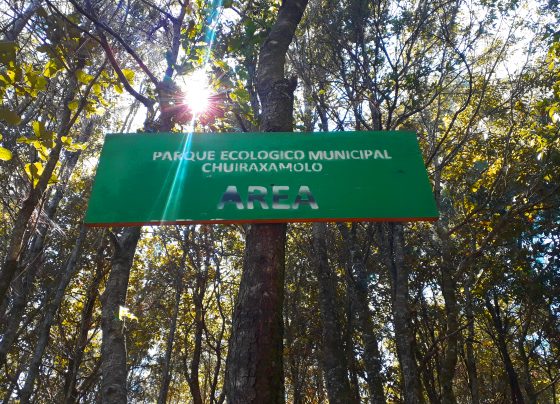 PARQUE ECOLOGICO MUNICIPAL
CHUIRAXAMOLO
AREA